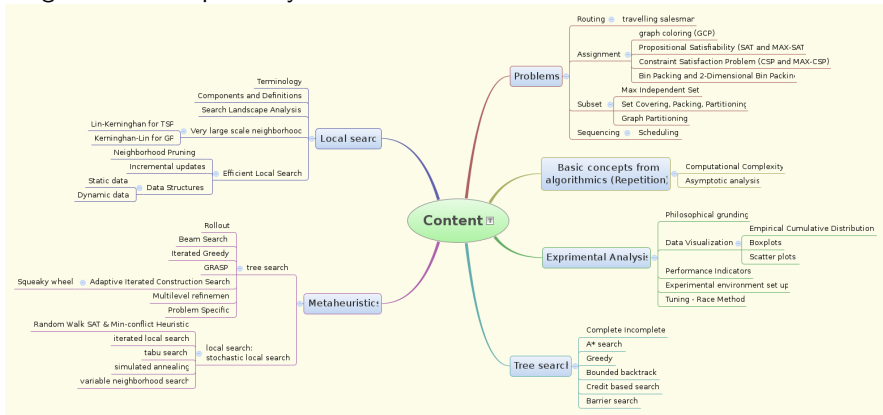 Content
Problems
Routing
travelling salesman
Assignment
graph coloring (GCP)
Propositional Satisfiability (SAT and MAX-SAT
Constraint Satisfaction Problem (CSP and MAX-CSP)
Bin Packing and 2-Dimensional Bin Packin
Subset
Max Independent Set
Set Covering, Packing, Partitioning
Graph Partitioning
Sequencing
Scheduling
Basic concepts from
algorithmics (Repetition)
Computational Complexity
Asymptotic analysis
Exprimental Analysis
Philosophical grunding
Data Visualization
Empirical Cumulative Distribution
Boxplots
Scatter plots
Performance Indicators
Experimental environment set up
Tuning - Race Method
Tree search
Complete Incomplete
A* search
Greedy
Bounded backtrack
Credit based search
Barrier search
Local searc
Terminology
Components and Definitions
Search Landscape Analysis
Very large scale neighborhooc
Lin-Kerninghan for TSP
Kerninghan-Lin for GP
Efficient Local Search
Neighborhood Pruning
Incremental updates
Data Structures
Static data
Dynamic data
Metaheuristics
tree search
Rollout
Beam Search
Iterated Greedy
GRASP
Adaptive Iterated Construction Search
Squeaky wheel
Multilevel refinemen
Problem Specific
local search:
stochastic local search
Random Walk SAT & Min-conflict Heuristic
iterated local search
tabu search
simulated annealing
variable neighborhood search